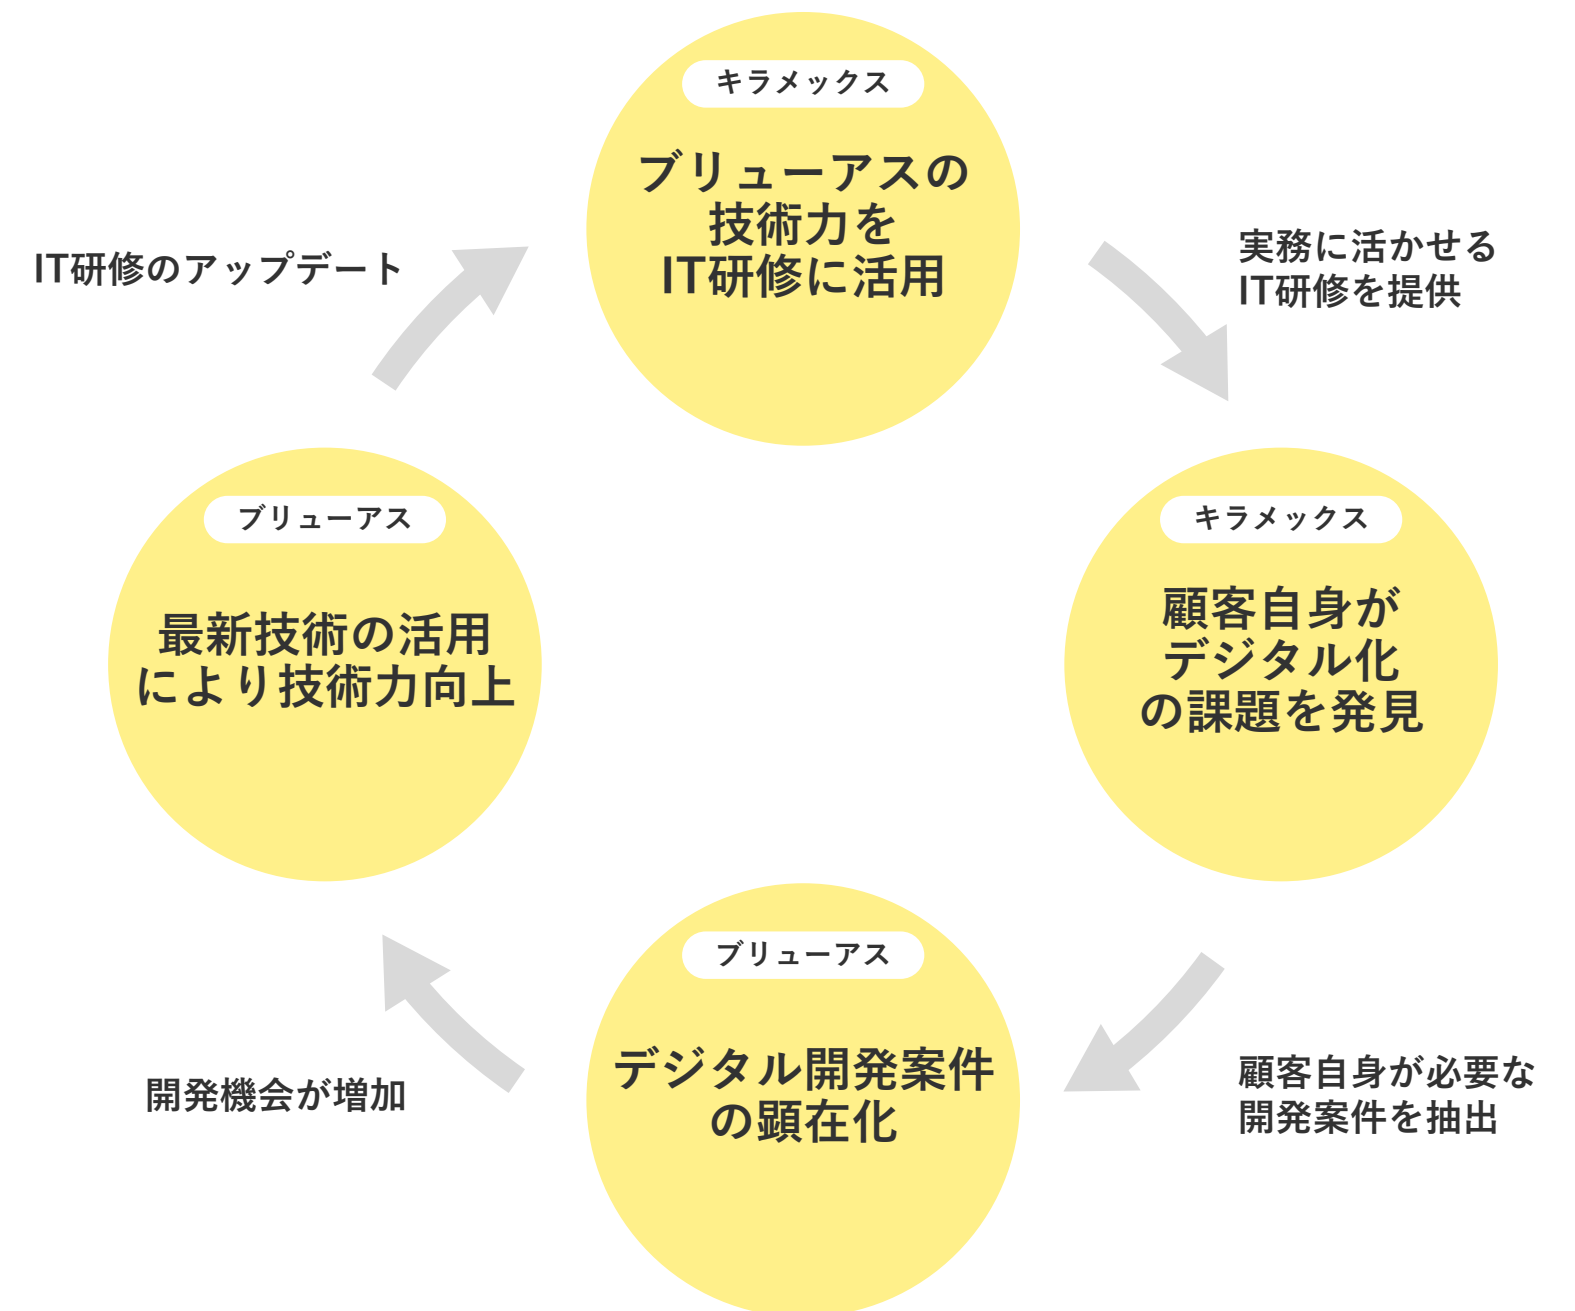 キラメックス
ブリューアスの
技術力を
IT研修に活用
実務に活かせる
IT研修を提供
キラメックス
顧客自身が
デジタル化
の課題を発見
顧客自身が必要な
開発案件を抽出
ブリューアス
デジタル開発案件
の顕在化
開発機会が増加
ブリューアス
最新技術の活用
により技術力向上
IT研修のアップデート